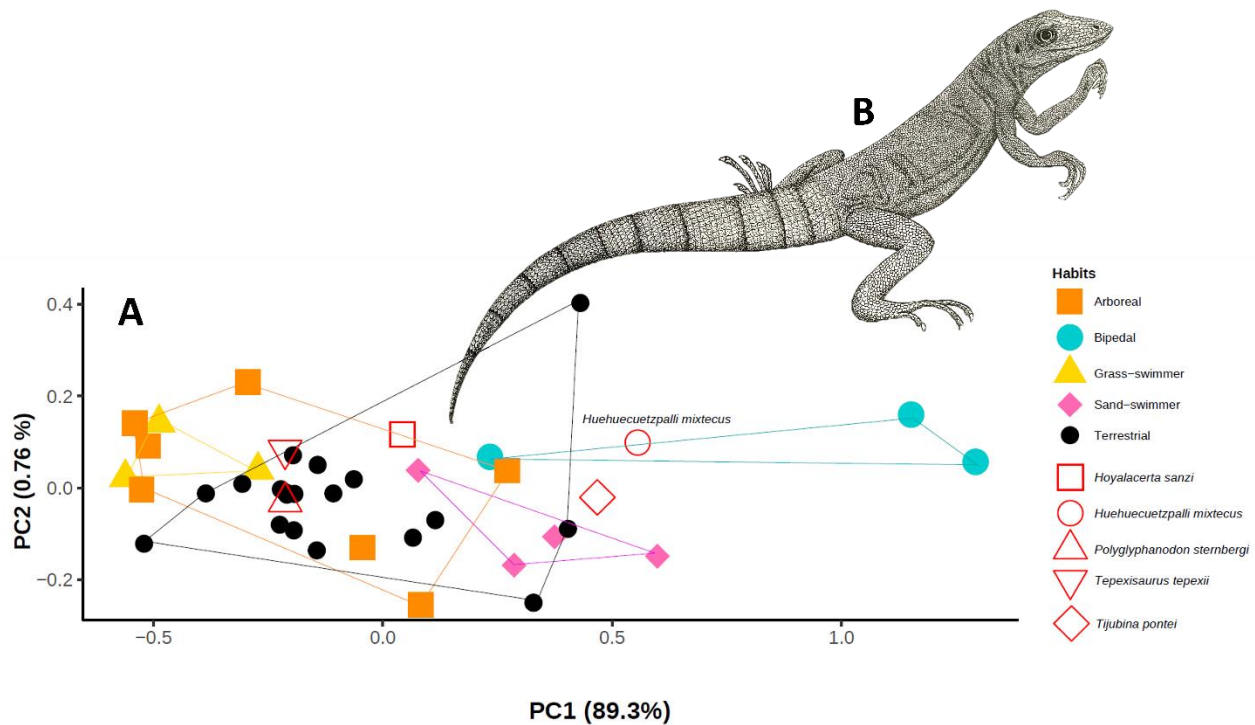 B
A
0.4
0.2
0.0
−0.2
PC2 (0.76 %)
Huehuecuetzpalli mixtecus
−0.5
0.0
0.5
1.0
PC1 (89.3%)
Habits
Arboreal
Bipedal
Grass−swimmer
Sand−swimmer
Terrestrial
Hoyalacerta sanzi
Huehuecuetzpalli mixtecus
Polyglyphanodon sternbergi
Tepexisaurus tepexii
Tijubina pontei